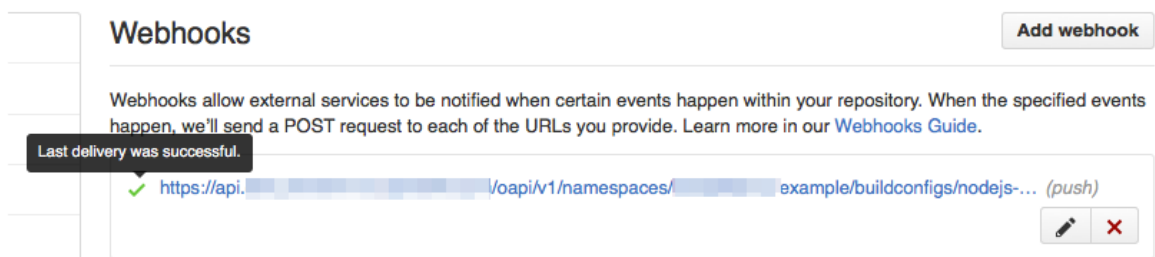 Webhooks
Add webhook
Webhooks allow external services to be notified when certain events happen within your repository. When the specified events
happen, we'll send a POST request to each of the URLs you provide. Learn more in our Webhooks Guide.
Last delivery was successful.
https://api. /oapi/v1/namespaces/ example/buildconfigs/nodejs-… (push)